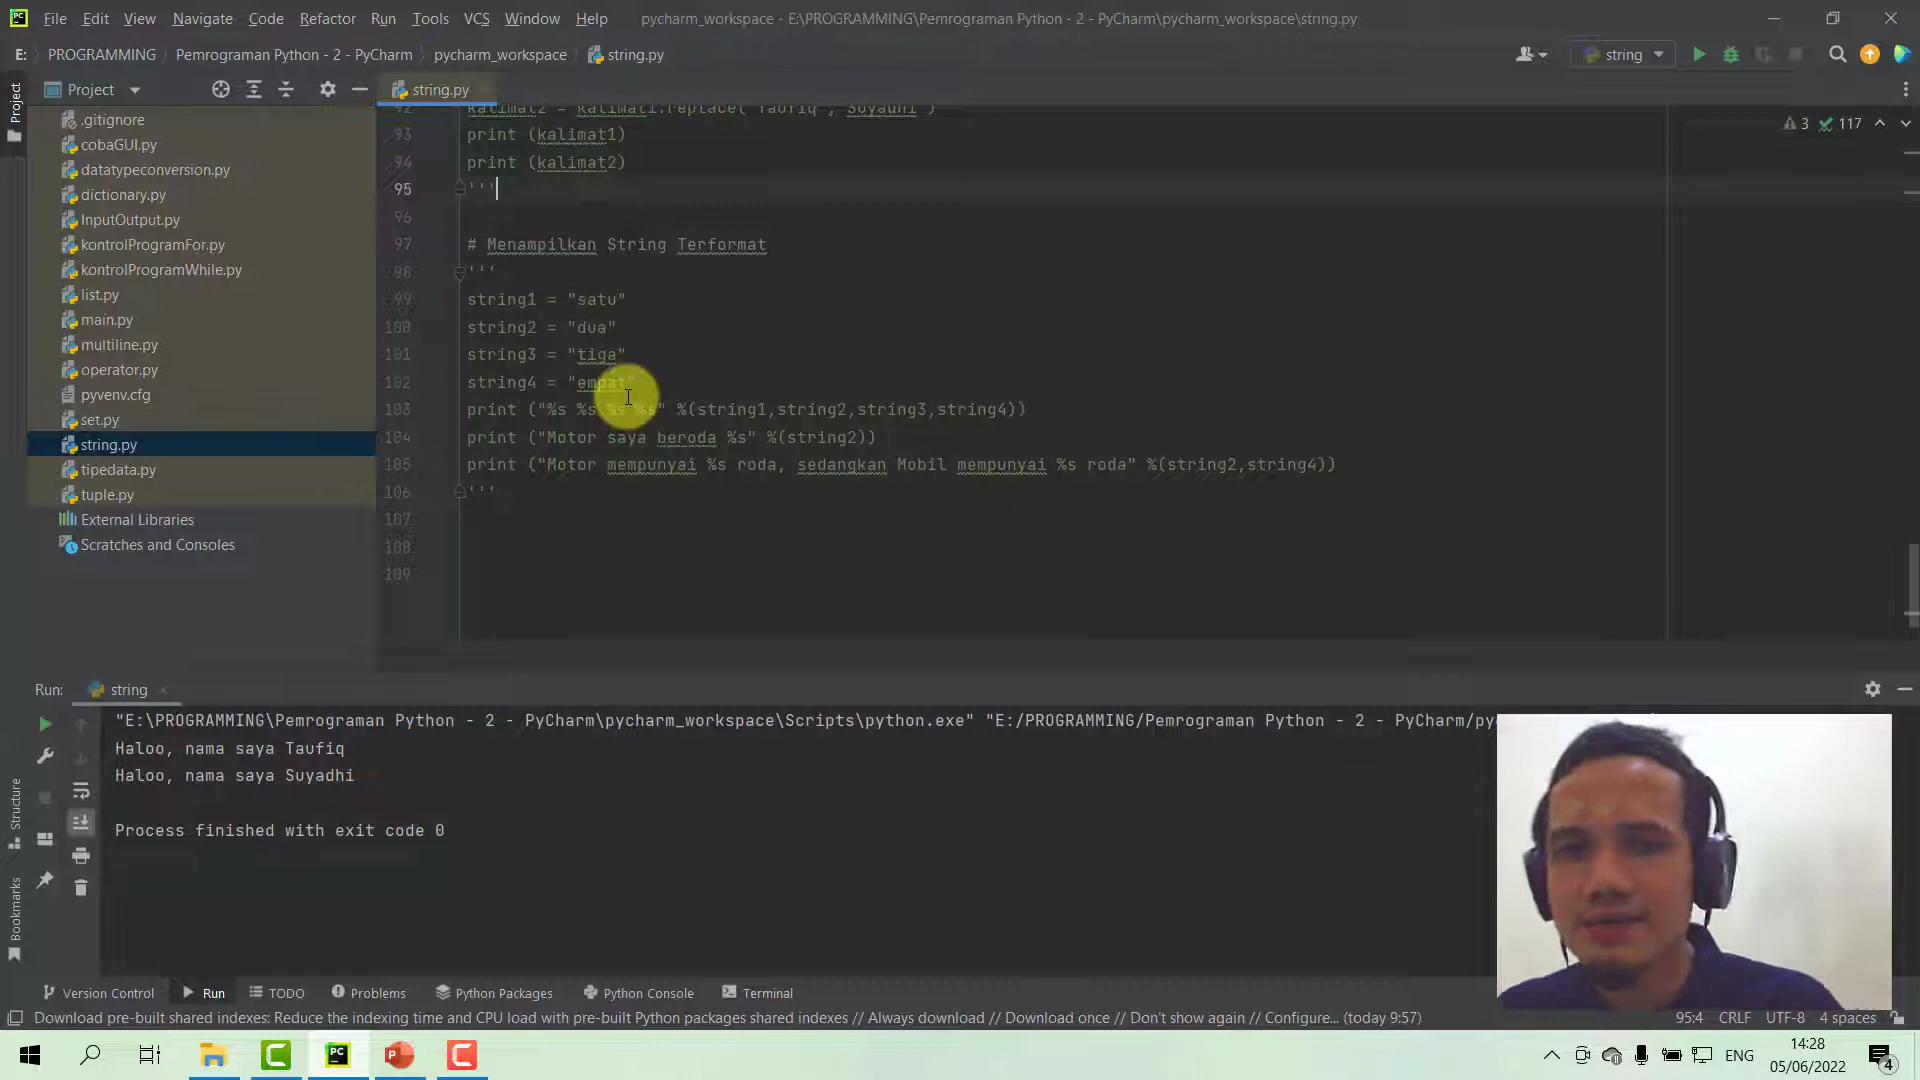 File Edit View Navigate Code Refactor Run Tools VCS Window Help pycharm_workspace - E:\PROGRAMMING\Pemrograman Python - 2 - PyCharm\pycharm_workspace\string.py
E: PROGRAMMING Pemrograman Python - 2 - PyCharm pycharm_workspace string.py string
Project
Project string.py
.gitignore
cobaGUI.py
datatypeconversion.py
dictionary.py
InputOutput.py
kontrolProgramFor.py
kontrolProgramWhile.py
list.py
main.py
multiline.py
operator.py
pyvenv.cfg
set.py
string.py
tipedata.py
tuple.py
External Libraries
Scratches and Consoles
3 117
92 kalimat2 = kalimat1.replace("Taufiq","Suyadhi")
93 print (kalimat1)
94 print (kalimat2)
95 '''
96
97 # Menampilkan String Terformat
98 '''
99 string1 = "satu"
100 string2 = "dua"
101 string3 = "tiga"
102 string4 = "empat"
103 print ("%s %s %s %s" %(string1,string2,string3,string4))
104 print ("Motor saya beroda %s" %(string2))
105 print ("Motor mempunyai %s roda, sedangkan Mobil mempunyai %s roda" %(string2,string4))
106 '''
107
108
109
Run: string
"E:\PROGRAMMING\Pemrograman Python - 2 - PyCharm\pycharm_workspace\Scripts\python.exe" "E:/PROGRAMMING/Pemrograman Python - 2 - PyCharm/py
Haloo, nama saya Taufiq
Haloo, nama saya Suyadhi
Process finished with exit code 0
Structure
Bookmarks
Version Control Run TODO Problems Python Packages Python Console Terminal
Download pre-built shared indexes: Reduce the indexing time and CPU load with pre-built Python packages shared indexes // Always download // Download once // Don't show again // Configure... (today 9:57) 95:4 CRLF UTF-8 4 spaces
ENG 14:28
05/06/2022 4